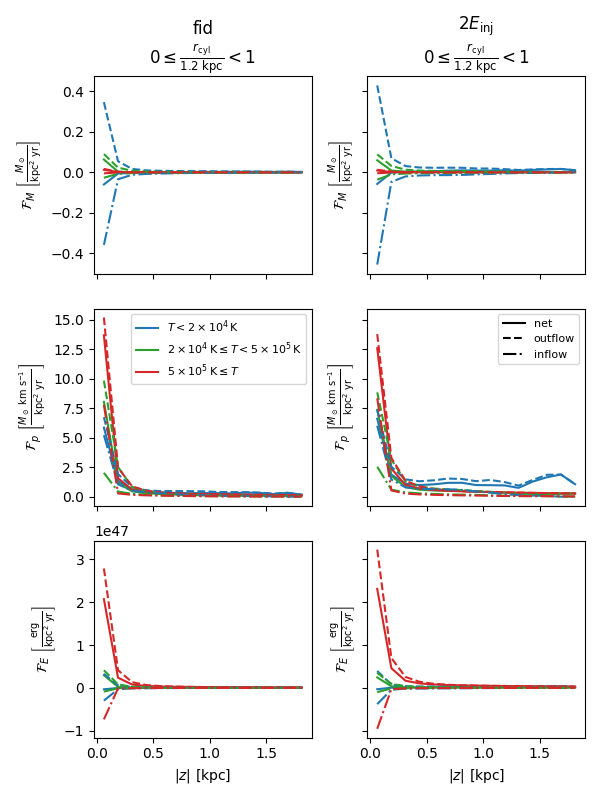 fid
0 ≤ r_cyl / 1.2 kpc < 1
2E_inj
0 ≤ r_cyl / 1.2 kpc < 1
0.4
0.2
0.0
−0.2
−0.4
ℱ_M [M_⊙ / kpc² yr]
ℱ_M [M_⊙ / kpc² yr]
15.0
12.5
10.0
7.5
5.0
2.5
0.0
ℱ_p [M_⊙ km s⁻¹ / kpc² yr]
T < 2 × 10⁴ K
2 × 10⁴ K ≤ T < 5 × 10⁵ K
5 × 10⁵ K ≤ T
ℱ_p [M_⊙ km s⁻¹ / kpc² yr]
net
outflow
inflow
1e47
3
2
1
0
−1
ℱ_E [erg / kpc² yr]
ℱ_E [erg / kpc² yr]
0.0 0.5 1.0 1.5
|z| [kpc]
0.0 0.5 1.0 1.5
|z| [kpc]